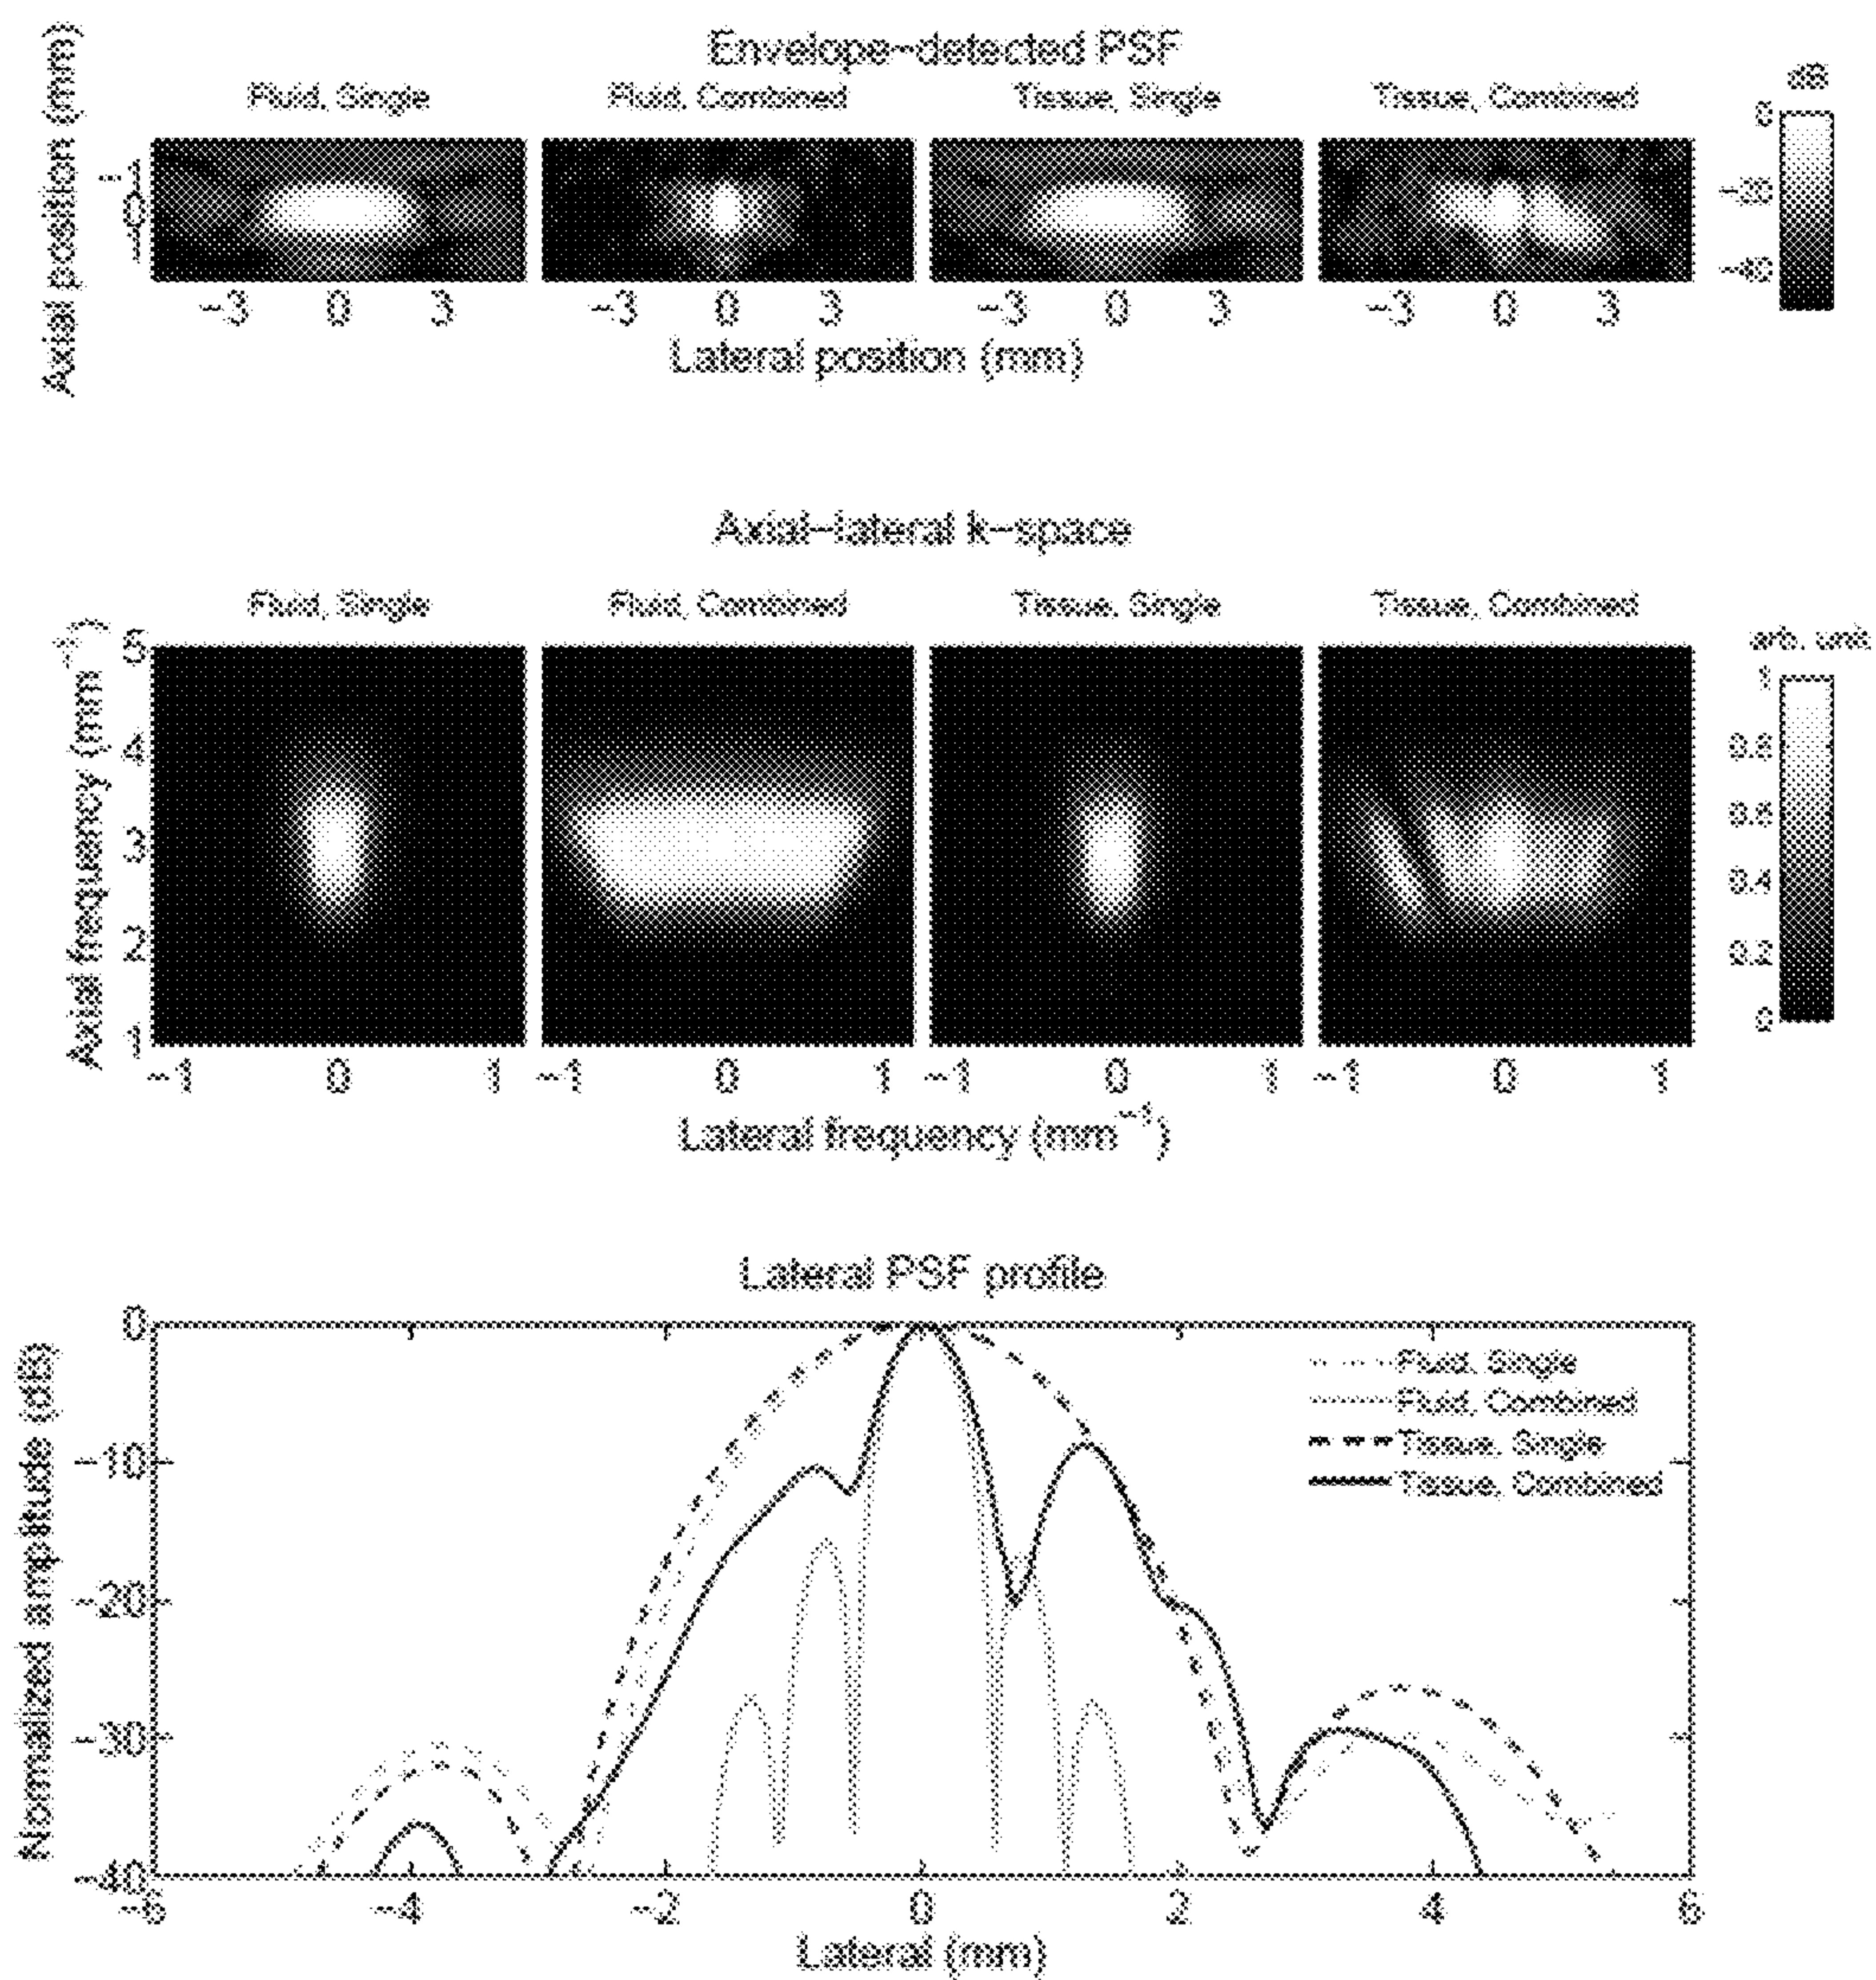 Envelope-detected PSF
Fluid, Single Fluid, Combined Tissue, Single Tissue, Combined
dB
0
Axial position (mm)
-1
0
1
-3 0 3 -3 0 3 -3 0 3 -3 0 3
Lateral position (mm)
Axial-lateral k-space
Fluid, Single Fluid, Combined Tissue, Single Tissue, Combined
arb. unit
Axial frequency (mm⁻¹)
5
4
3
2
1
1
0.8
0.6
0.4
0.2
0
-1 0 1 -1 0 1 -1 0 1 -1 0 1
Lateral frequency (mm⁻¹)
Lateral PSF profile
Normalized amplitude (dB)
0
-10
-20
-30
-40
Fluid, Single
Fluid, Combined
Tissue, Single
Tissue, Combined
-6 -4 -2 0 2 4 6
Lateral (mm)